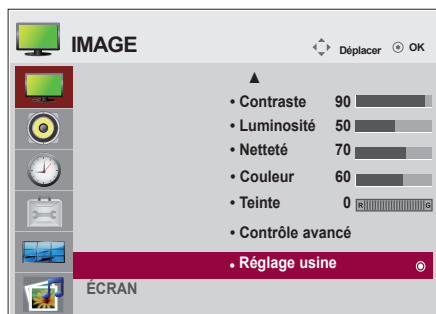 IMAGE
Déplacer OK
• Contraste 90
• Luminosité 50
• Netteté 70
• Couleur 60
• Teinte 0 R G
• Contrôle avancé
• Réglage usine
ÉCRAN